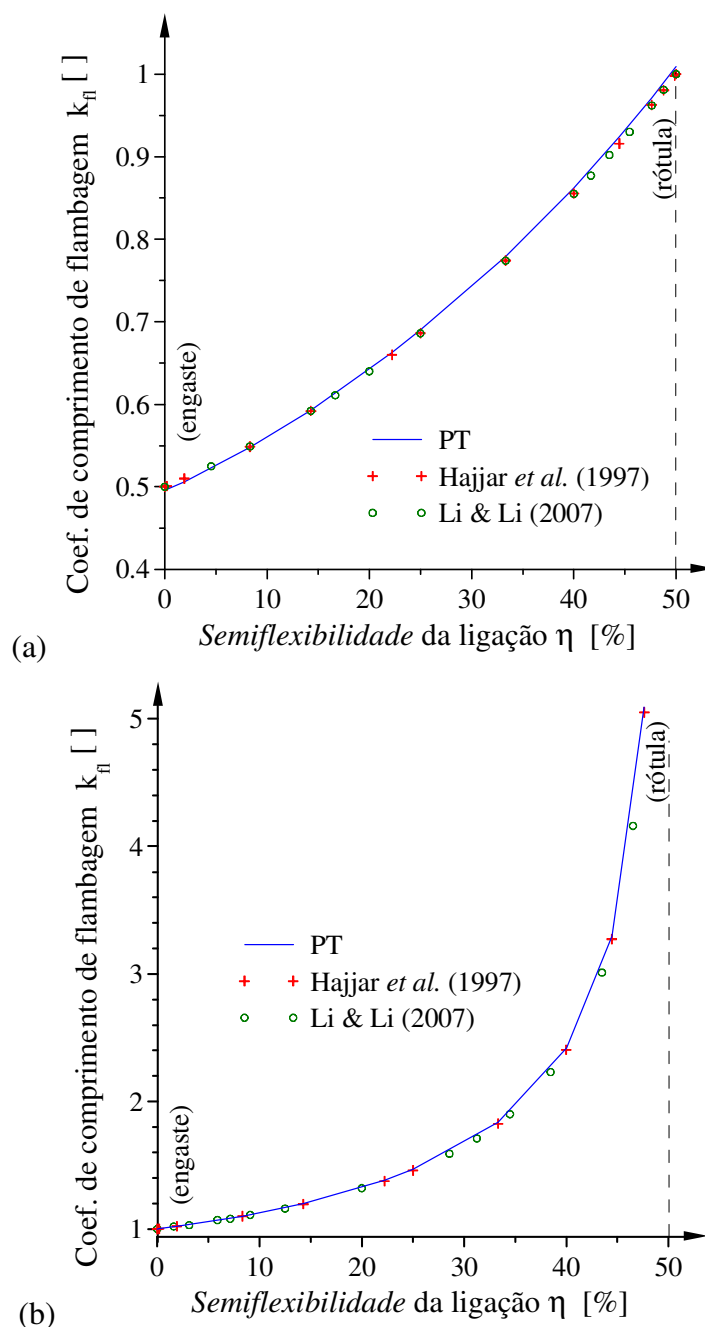 1
0.9
0.8
0.7
0.6
0.5
0.4
Coef. de comprimento de flambagem k_fl [ ]
(engaste)
(rótula)
PT
Hajjar et al. (1997)
Li & Li (2007)
0
10
20
30
40
50
Semiflexibilidade da ligação η [%]
(a)
5
4
3
2
1
Coef. de comprimento de flambagem k_fl [ ]
(rótula)
PT
Hajjar et al. (1997)
Li & Li (2007)
(engaste)
0
10
20
30
40
50
Semiflexibilidade da ligação η [%]
(b)